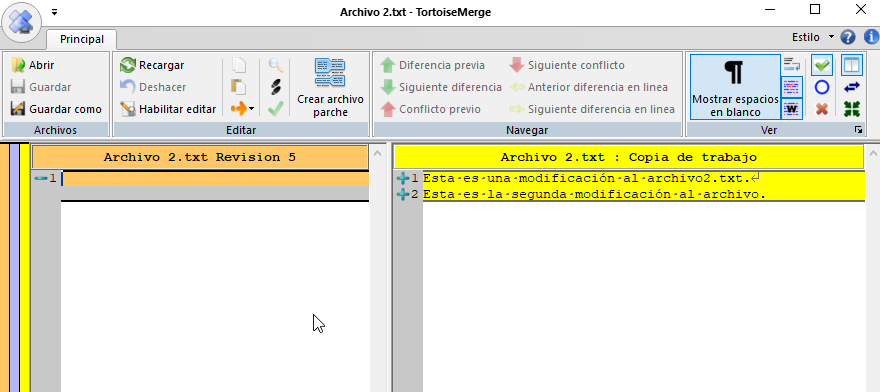 Archivo 2.txt - TortoiseMerge
Principal
Estilo
Abrir
Guardar
Guardar como
Archivos
Recargar
Deshacer
Habilitar editar
Crear archivo
parche
Editar
Diferencia previa
Siguiente diferencia
Conflicto previo
Siguiente conflicto
Anterior diferencia en linea
Siguiente diferencia en linea
Navegar
Mostrar espacios
en blanco
Ver
Archivo 2.txt Revision 5
1
Archivo 2.txt : Copia de trabajo
1 Esta·es·una·modificación·al·archivo2.txt.↵
2 Esta·es·la·segunda·modificación·al·archivo.